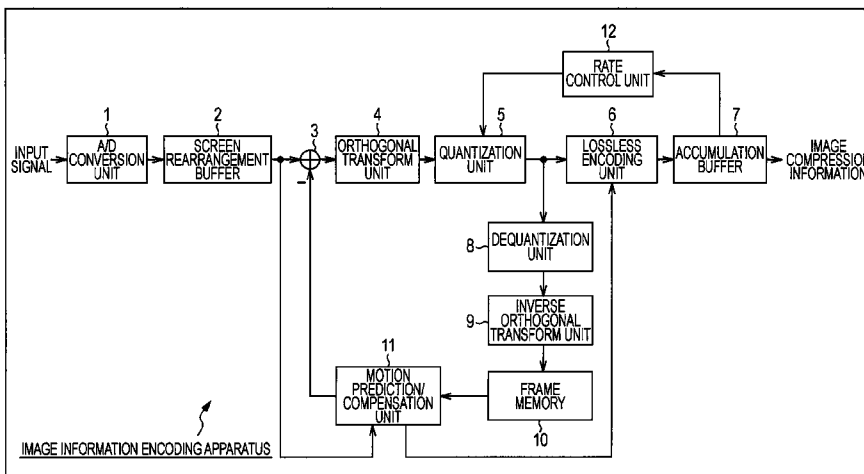 12
RATE
CONTROL UNIT
1
2
3
4
5
6
7
INPUT
SIGNAL
A/D
CONVERSION
UNIT
SCREEN
REARRANGEMENT
BUFFER
ORTHOGONAL
TRANSFORM
UNIT
QUANTIZATION
UNIT
LOSSLESS
ENCODING
UNIT
ACCUMULATION
BUFFER
IMAGE
COMPRESSION
INFORMATION
−
8
DEQUANTIZATION
UNIT
9
INVERSE
ORTHOGONAL
TRANSFORM UNIT
11
MOTION
PREDICTION/
COMPENSATION
UNIT
FRAME
MEMORY
10
IMAGE INFORMATION ENCODING APPARATUS